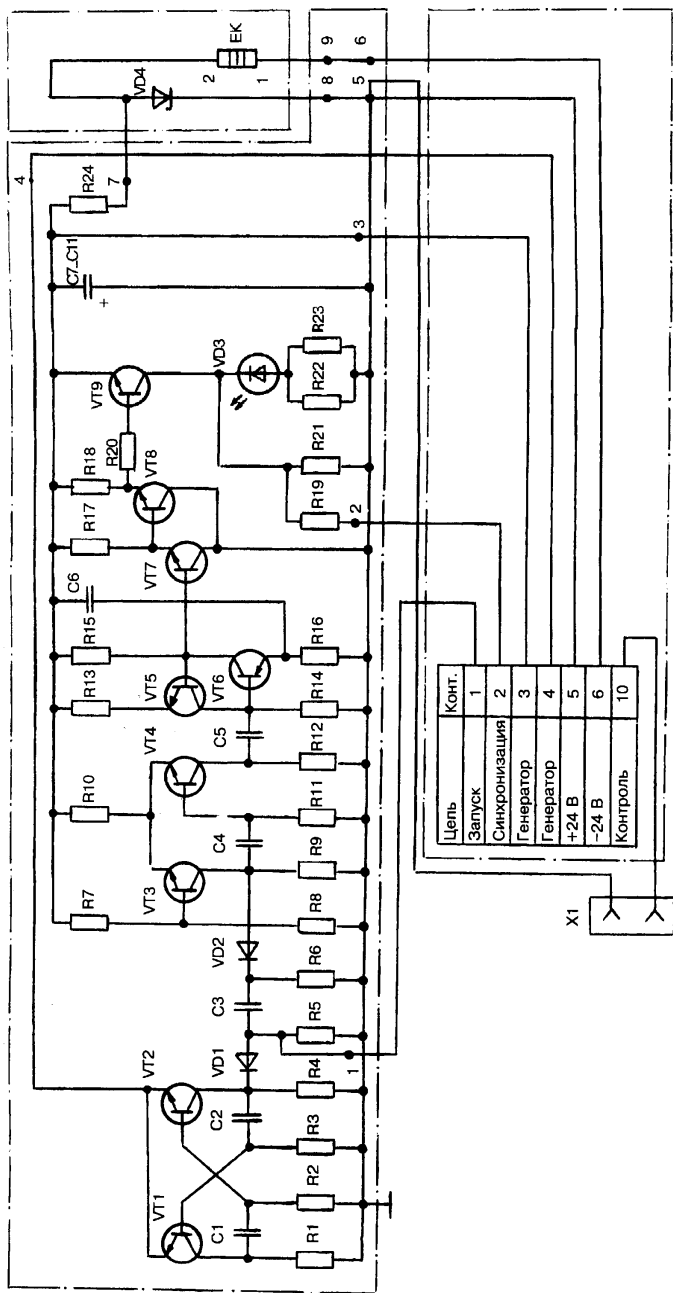 VT1
VT2
C1
C2
R1
R2
R3
R4
VD1
1
C3
R5
R6
VD2
R7
VT3
R8
R9
R10
VT4
C4
R11
R12
C5
R13
VT5
VT6
R14
R15
C6
R16
R17
VT7
R18
VT8
R20
VT9
R19
2
R21
VD3
R22
R23
C7_C11
+
3
R24
4
7
VD4
EK
2
1
8
9
5
6
X1
Цепь Конт.
Запуск 1
Синхронизация 2
Генератор 3
Генератор 4
+24 В 5
−24 В 6
Контроль 10